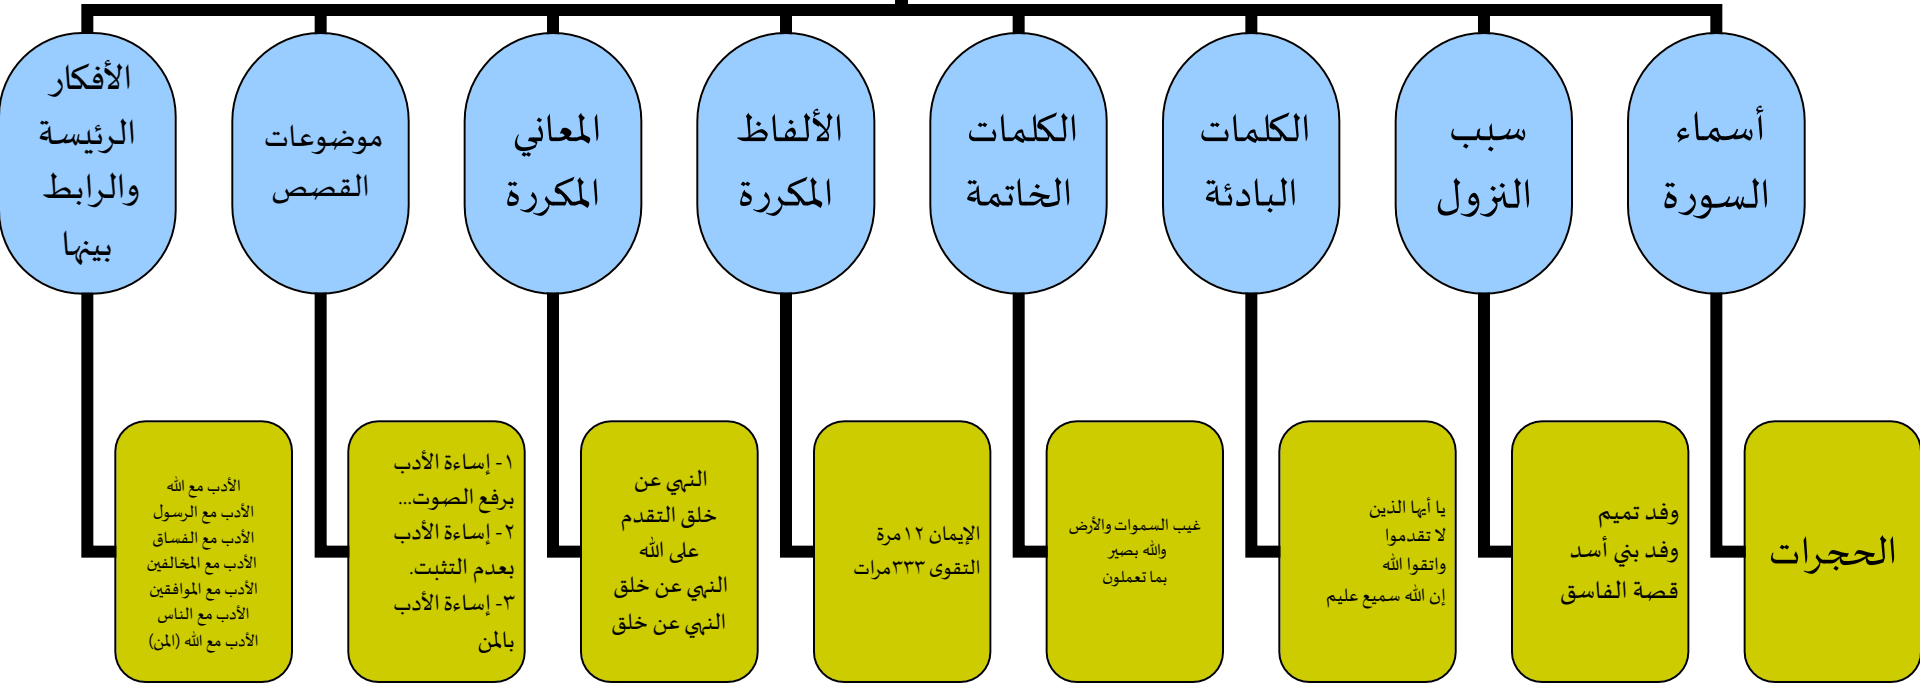 أسماء
السورة
سبب
النزول
الكلمات
البادئة
الكلمات
الخاتمة
الألفاظ
المكررة
المعاني
المكررة
موضوعات
القصص
الأفكار
الرئيسة
والرابط
بينها
الحجرات
وفد تميم
وفد بني أسد
قصة الفاسق
يا أيها الذين
لا تقدموا
واتقوا الله
إن الله سميع عليم
غيب السموات والأرض
والله بصير
بما تعملون
الإيمان ١٢مرة
التقوى ٣٣٣مرات
النهي عن
خلق التقدم
على الله
النهي عن خلق
النهي عن خلق
١- إساءة الأدب
برفع الصوت...
٢- إساءة الأدب
بعدم التثبت.
٣- إساءة الأدب
بالمن
الأدب مع الله
الأدب مع الرسول
الأدب مع الفساق
الأدب مع المخالفين
الأدب مع الموافقين
الأدب مع الناس
الأدب مع الله (المن)